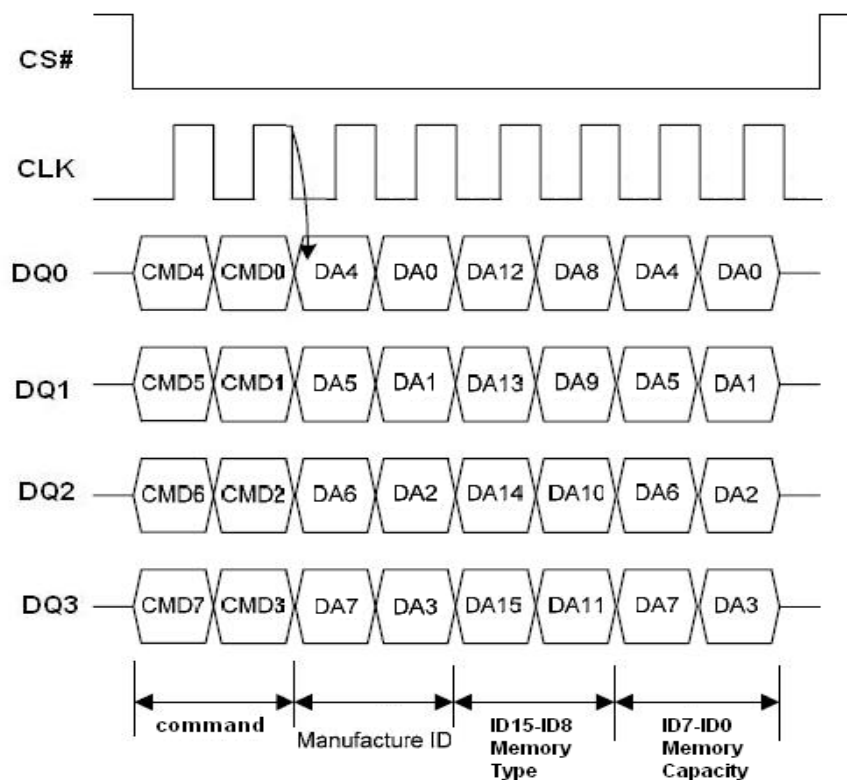 CS#
CLK
DQ0 CMD4 CMD0 DA4 DA0 DA12 DA8 DA4 DA0
DQ1 CMD5 CMD1 DA5 DA1 DA13 DA9 DA5 DA1
DQ2 CMD6 CMD2 DA6 DA2 DA14 DA10 DA6 DA2
DQ3 CMD7 CMD3 DA7 DA3 DA15 DA11 DA7 DA3
command
Manufacture ID
ID15-ID8
Memory
Type
ID7-ID0
Memory
Capacity